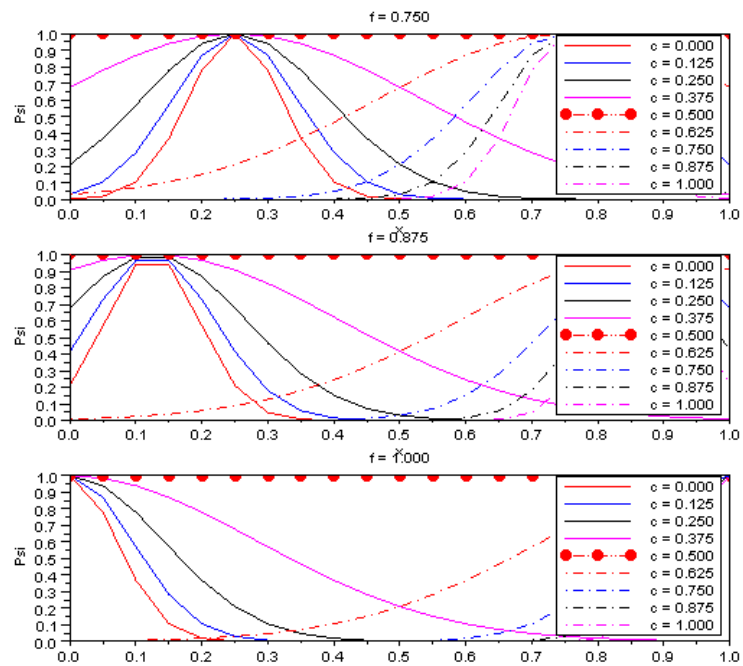 f = 0.750
Psi
1.0
0.9
0.8
0.7
0.6
0.5
0.4
0.3
0.2
0.1
0.0
0.0 0.1 0.2 0.3 0.4 0.5 0.6 0.7 0.8 0.9 1.0
x
c = 0.000
c = 0.125
c = 0.250
c = 0.375
c = 0.500
c = 0.625
c = 0.750
c = 0.875
c = 1.000
f = 0.875
Psi
1.0
0.9
0.8
0.7
0.6
0.5
0.4
0.3
0.2
0.1
0.0
0.0 0.1 0.2 0.3 0.4 0.5 0.6 0.7 0.8 0.9 1.0
x
c = 0.000
c = 0.125
c = 0.250
c = 0.375
c = 0.500
c = 0.625
c = 0.750
c = 0.875
c = 1.000
f = 1.000
Psi
1.0
0.9
0.8
0.7
0.6
0.5
0.4
0.3
0.2
0.1
0.0
0.0 0.1 0.2 0.3 0.4 0.5 0.6 0.7 0.8 0.9 1.0
c = 0.000
c = 0.125
c = 0.250
c = 0.375
c = 0.500
c = 0.625
c = 0.750
c = 0.875
c = 1.000